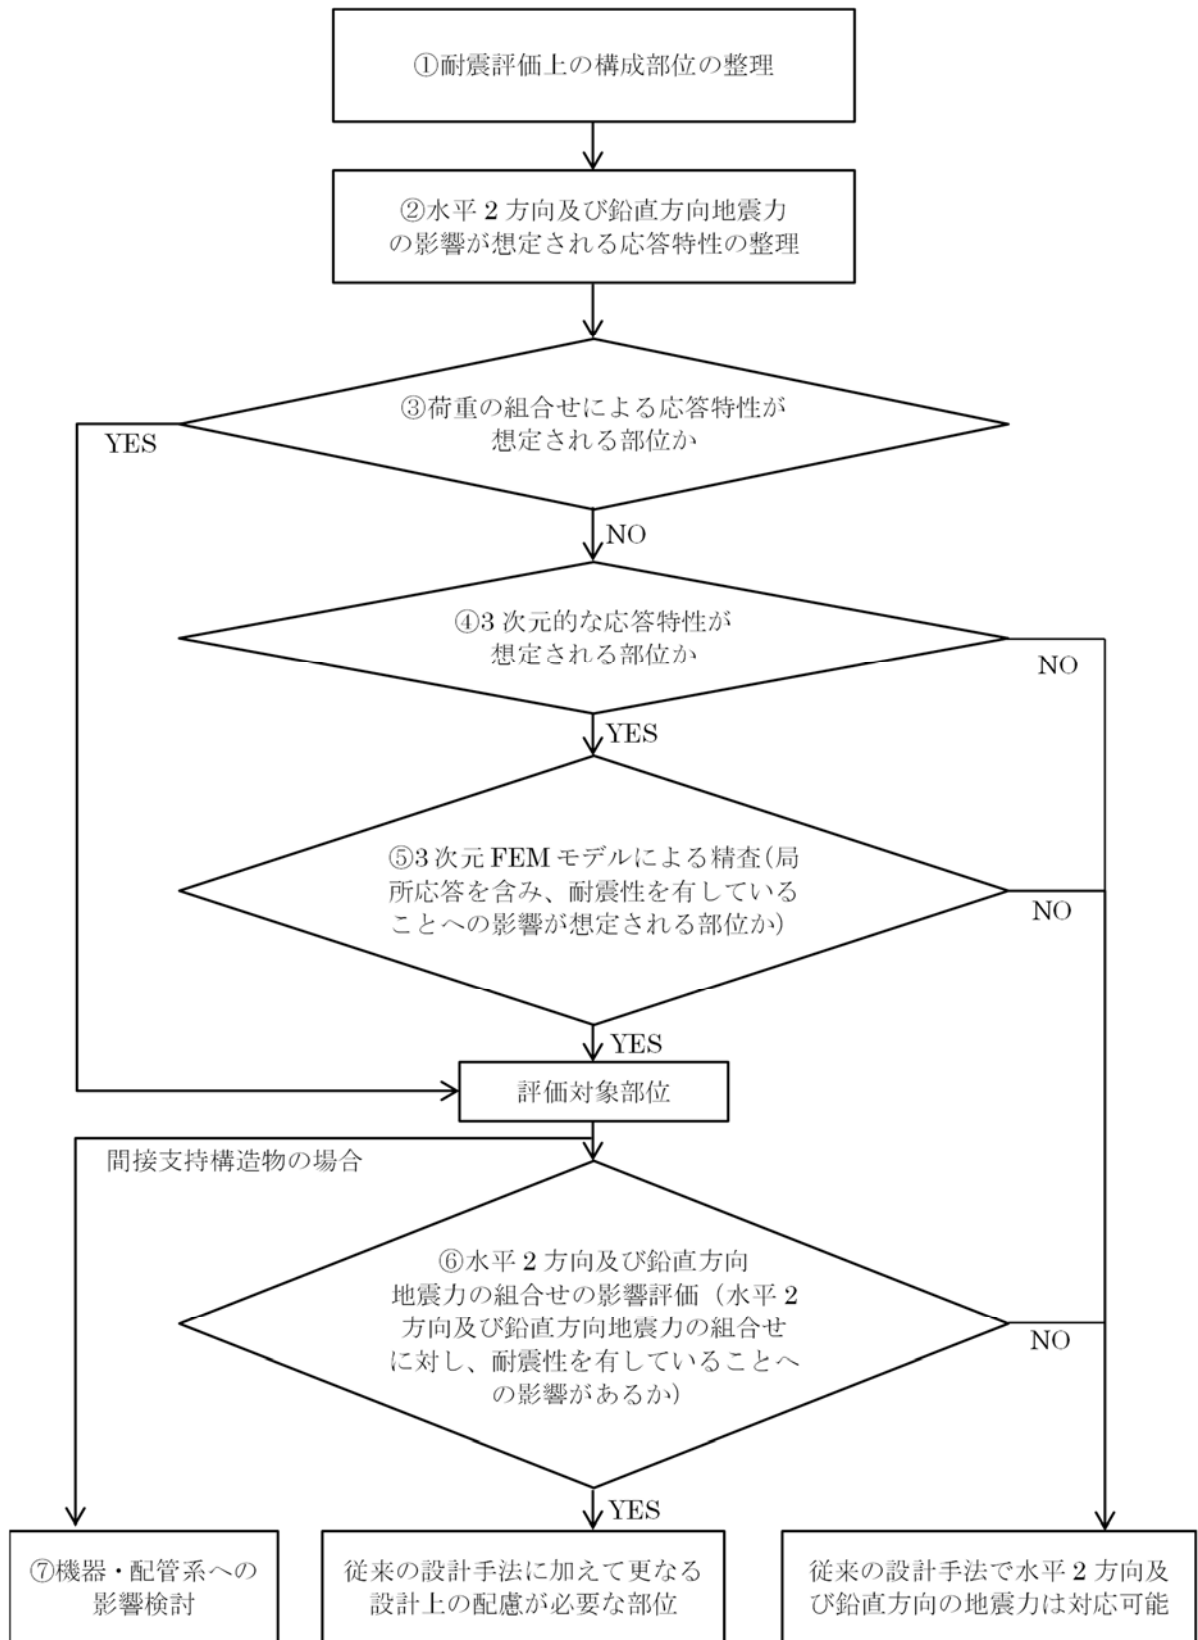 ①耐震評価上の構成部位の整理
②水平 2 方向及び鉛直方向地震力
の影響が想定される応答特性の整理
③荷重の組合せによる応答特性が
想定される部位か
YES
NO
④3 次元的な応答特性が
想定される部位か
NO
YES
⑤3 次元 FEM モデルによる精査(局
所応答を含み、耐震性を有している
ことへの影響が想定される部位か)
NO
YES
評価対象部位
間接支持構造物の場合
⑥水平 2 方向及び鉛直方向
地震力の組合せの影響評価（水平 2
方向及び鉛直方向地震力の組合せ
に対し、耐震性を有していることへ
の影響があるか)
NO
YES
⑦機器・配管系への
影響検討
従来の設計手法に加えて更なる
設計上の配慮が必要な部位
従来の設計手法で水平 2 方向及
び鉛直方向の地震力は対応可能